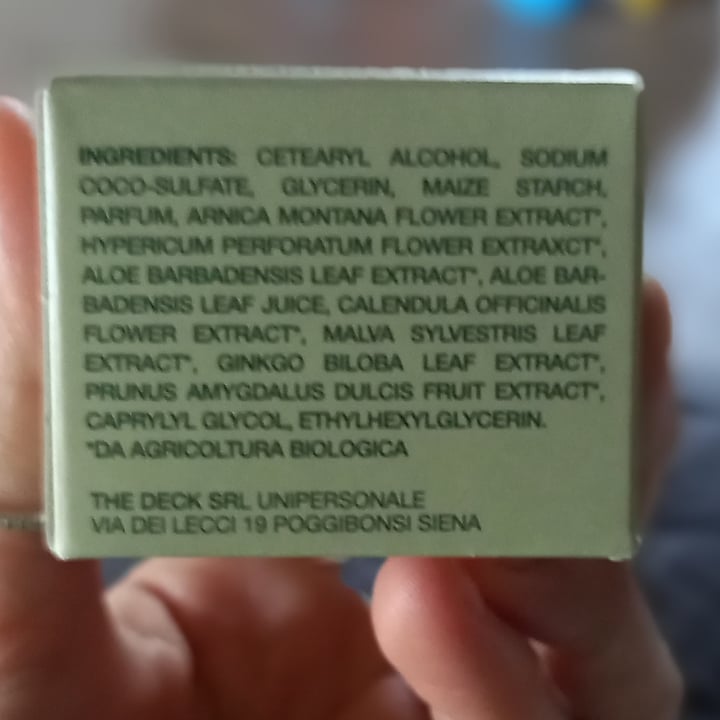 INGREDIENTS: CETEARYL ALCOHOL, SODIUM
COCO-SULFATE, GLYCERIN, MAIZE STARCH,
PARFUM, ARNICA MONTANA FLOWER EXTRACT*,
HYPERICUM PERFORATUM FLOWER EXTRAXCT*,
ALOE BARBADENSIS LEAF EXTRACT*, ALOE BAR-
BADENSIS LEAF JUICE, CALENDULA OFFICINALIS
FLOWER EXTRACT*, MALVA SYLVESTRIS LEAF
EXTRACT*, GINKGO BILOBA LEAF EXTRACT*,
PRUNUS AMYGDALUS DULCIS FRUIT EXTRACT*,
CAPRYLYL GLYCOL, ETHYLHEXYLGLYCERIN.
*DA AGRICOLTURA BIOLOGICA
THE DECK SRL UNIPERSONALE
VIA DEI LECCI 19 POGGIBONSI SIENA